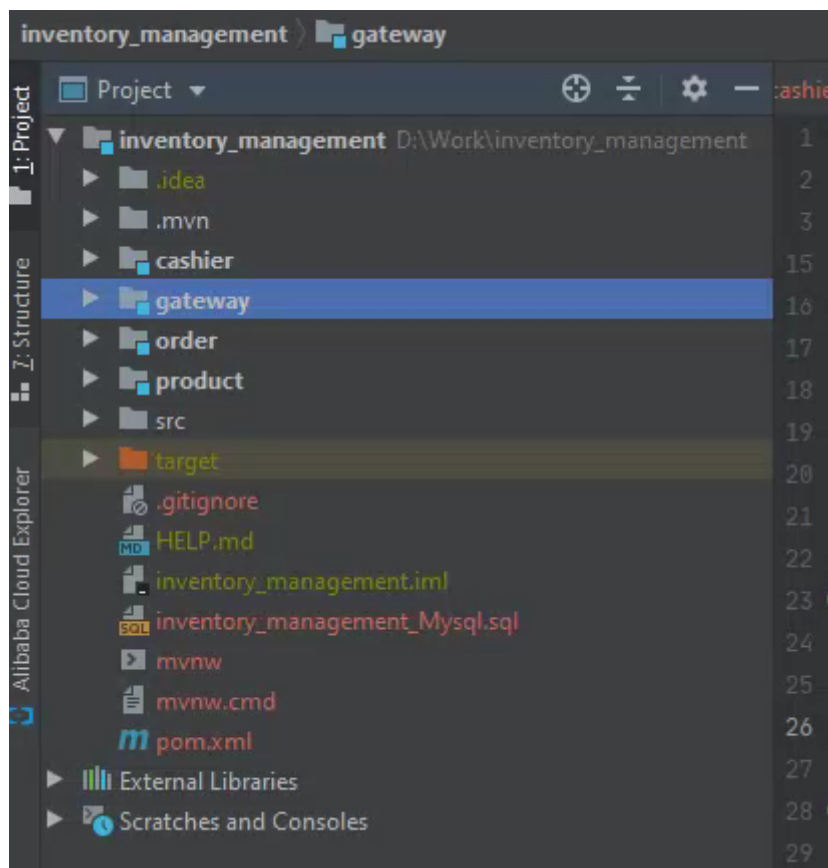 inventory_management gateway
1: Project
Project
inventory_management D:\Work\inventory_management
.idea
.mvn
cashier
gateway
order
product
src
target
.gitignore
HELP.md
inventory_management.iml
inventory_management_Mysql.sql
mvnw
mvnw.cmd
pom.xml
External Libraries
Scratches and Consoles
7: Structure
Alibaba Cloud Explorer
MD
SQL
1
2
3
15
16
17
18
19
20
21
22
23
24
25
26
27
28
29